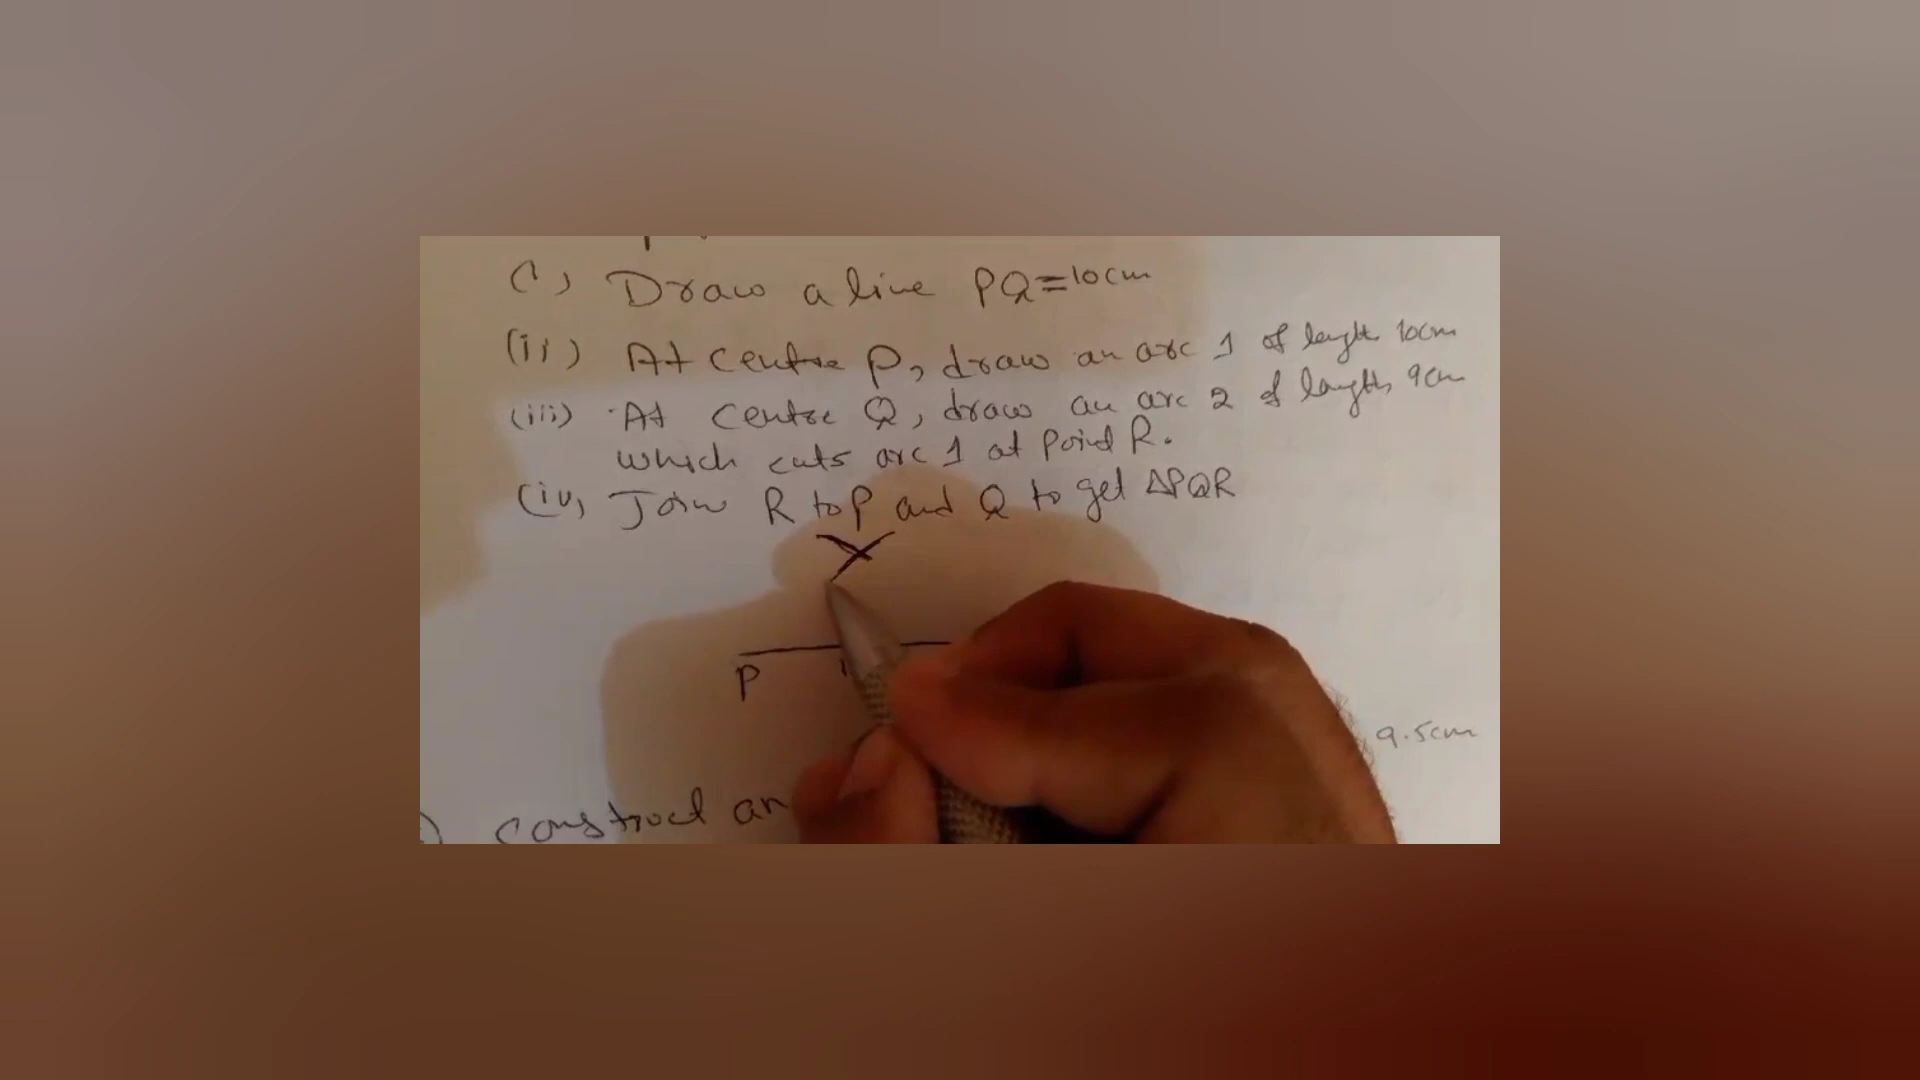 (i) Draw a line PQ=10cm
(ii) At centre P, draw an arc 1 of length 10cm
(iii) At centre Q, draw an arc 2 of length 9cm
which cuts arc 1 at point R.
(iv) Join R to P and Q to get ΔPQR
P
9.5cm
construct an